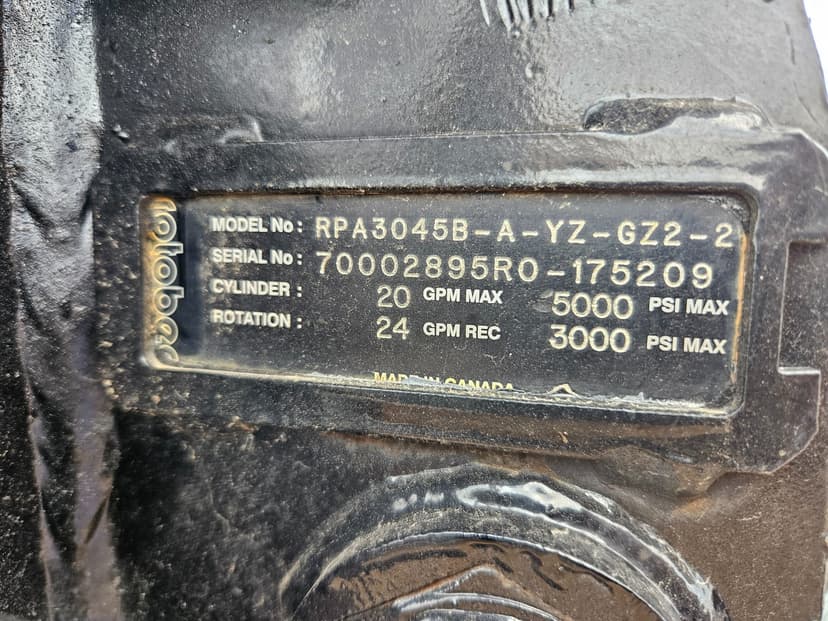 rotobec
MODEL No: RPA3045B-A-YZ-GZ2-2
SERIAL No: 70002895R0-175209
CYLINDER: 20 GPM MAX 5000 PSI MAX
ROTATION: 24 GPM REC 3000 PSI MAX
MADE IN CANADA